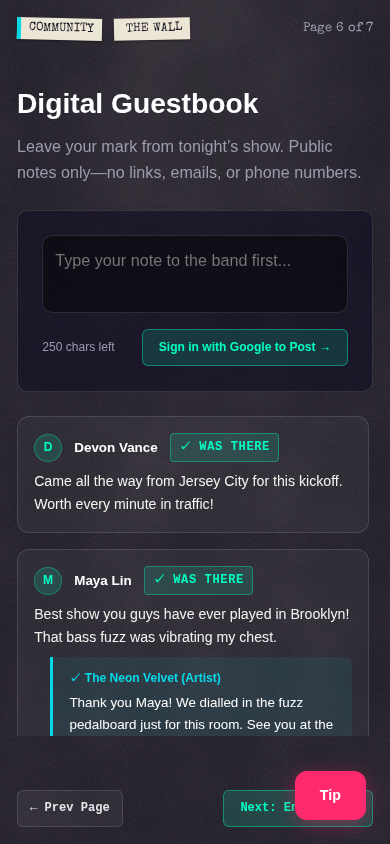 COMMUNITY THE WALL Page 6 of 7
Digital Guestbook
Leave your mark from tonight's show. Public
notes only—no links, emails, or phone numbers.
Type your note to the band first...
250 chars left Sign in with Google to Post →
D Devon Vance ✓ WAS THERE
Came all the way from Jersey City for this kickoff.
Worth every minute in traffic!
M Maya Lin ✓ WAS THERE
Best show you guys have ever played in Brooklyn!
That bass fuzz was vibrating my chest.
✓ The Neon Velvet (Artist)
Thank you Maya! We dialled in the fuzz
pedalboard just for this room. See you at the
← Prev Page Next: Tip